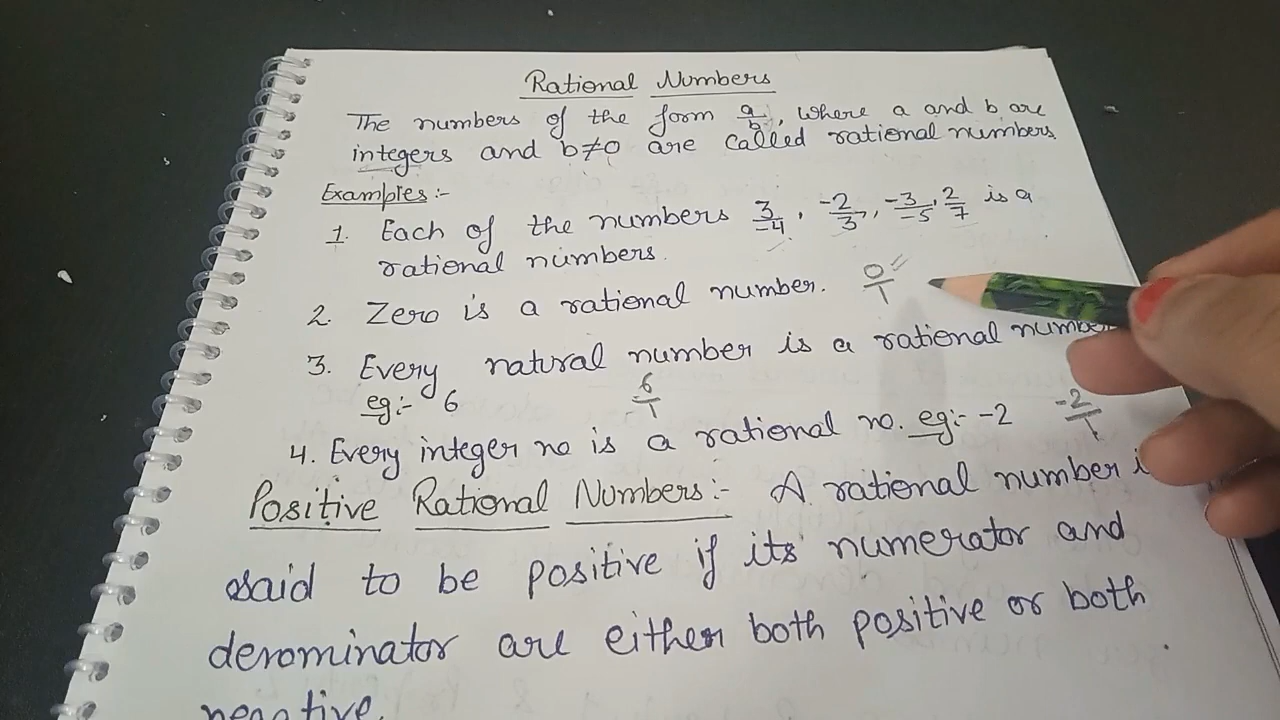 Rational Numbers
The numbers of the form a/b, where a and b are
integers and b≠0 are called rational numbers.
Examples:-
1. Each of the numbers 3/-4, -2/3, -3/-5, 2/7 is a
rational numbers.
2. Zero is a rational number. 0/1
3. Every natural number is a rational number
eg:- 6 6/1
4. Every integer no is a rational no. eg:- -2 -2/1
Positive Rational Numbers:- A rational number i
said to be positive if its numerator and
denominator are either both positive or both
negative.